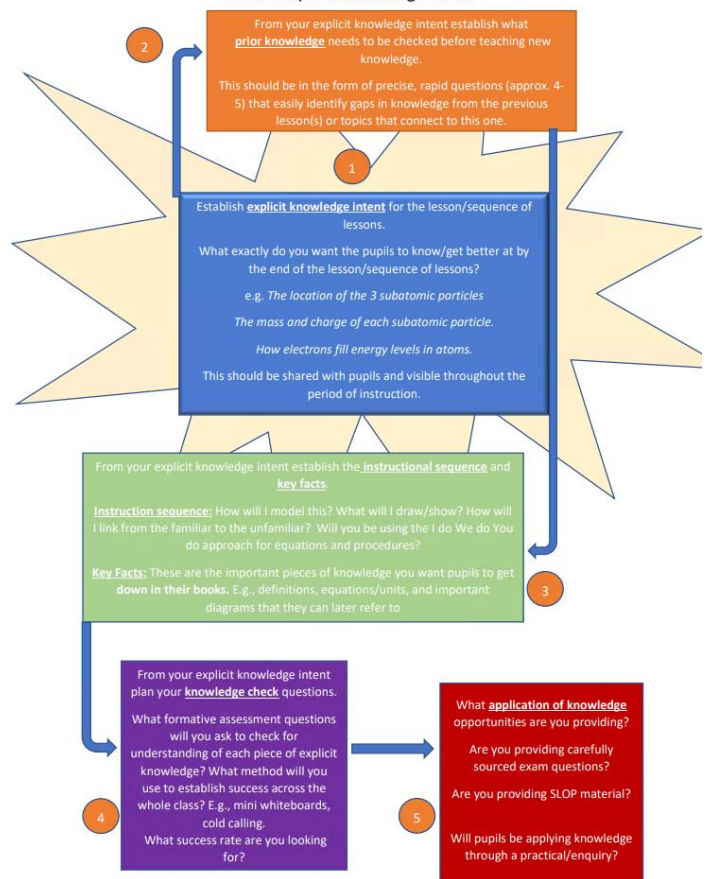 2
From your explicit knowledge intent establish what
prior knowledge needs to be checked before teaching new
knowledge.
This should be in the form of precise, rapid questions (approx. 4-
5) that easily identify gaps in knowledge from the previous
lesson(s) or topics that connect to this one.
1
Establish explicit knowledge intent for the lesson/sequence of
lessons.
What exactly do you want the pupils to know/get better at by
the end of the lesson/sequence of lessons?
e.g. The location of the 3 subatomic particles
The mass and charge of each subatomic particle.
How electrons fill energy levels in atoms.
This should be shared with pupils and visible throughout the
period of instruction.
From your explicit knowledge intent establish the instructional sequence and
key facts.
Instruction sequence: How will I model this? What will I draw/show? How will
I link from the familiar to the unfamiliar? Will you be using the I do We do You
do approach for equations and procedures?
Key Facts: These are the important pieces of knowledge you want pupils to get
down in their books. E.g., definitions, equations/units, and important
diagrams that they can later refer to
3
From your explicit knowledge intent
plan your knowledge check questions.
What formative assessment questions
will you ask to check for
understanding of each piece of explicit
knowledge? What method will you
use to establish success across the
whole class? E.g., mini whiteboards,
cold calling.
What success rate are you looking
for?
4
What application of knowledge
opportunities are you providing?
Are you providing carefully
sourced exam questions?
Are you providing SLOP material?
Will pupils be applying knowledge
through a practical/enquiry?
5